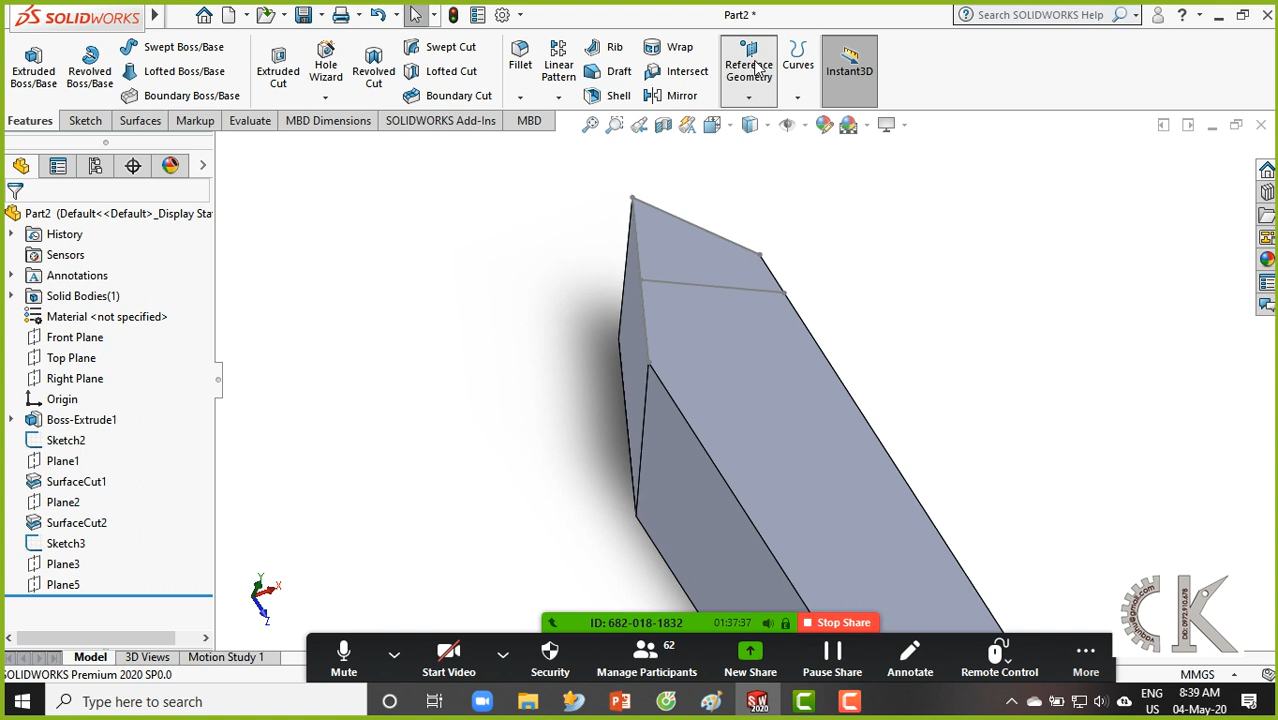 SOLIDWORKS
Part2 *
Search SOLIDWORKS Help
Extruded Boss/Base
Revolved Boss/Base
Swept Boss/Base
Lofted Boss/Base
Boundary Boss/Base
Extruded Cut
Hole Wizard
Revolved Cut
Swept Cut
Lofted Cut
Boundary Cut
Fillet
Linear Pattern
Rib
Draft
Shell
Wrap
Intersect
Mirror
Reference Geometry
Curves
Instant3D
Features
Sketch
Surfaces
Markup
Evaluate
MBD Dimensions
SOLIDWORKS Add-Ins
MBD
Part2 (Default<<Default>_Display Sta
History
Sensors
Annotations
Solid Bodies(1)
Material <not specified>
Front Plane
Top Plane
Right Plane
Origin
Boss-Extrude1
Sketch2
Plane1
SurfaceCut1
Plane2
SurfaceCut2
Sketch3
Plane3
Plane5
Y
X
Z
ID: 682-018-1832
01:37:37
Stop Share
Mute
Start Video
Security
62
Manage Participants
New Share
Pause Share
Annotate
Remote Control
More
DĐ: 0972.910.678
Model
3D Views
Motion Study 1
SOLIDWORKS Premium 2020 SP0.0
MMGS
Type here to search
SW
2020
ENG
US
8:39 AM
04-May-20